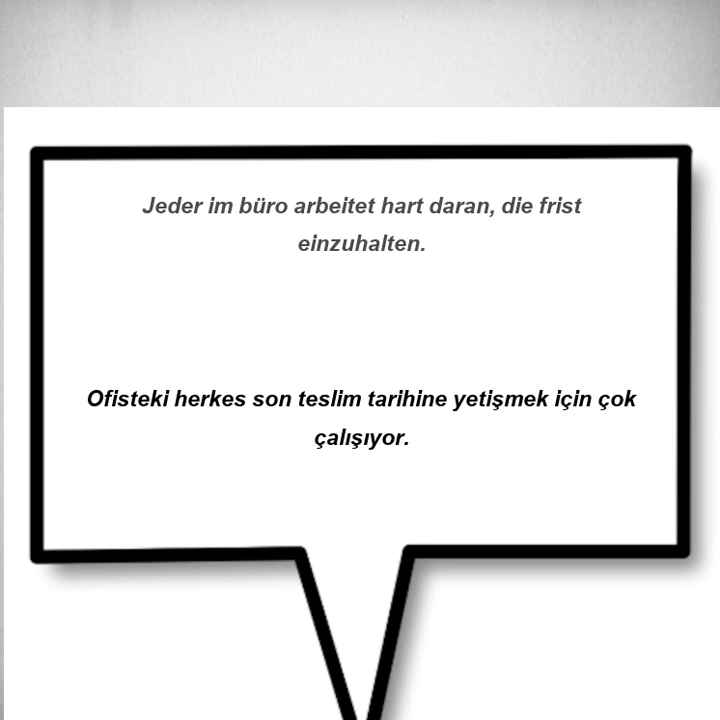 Jeder im büro arbeitet hart daran, die frist
einzuhalten.
Ofisteki herkes son teslim tarihine yetişmek için çok
çalışıyor.